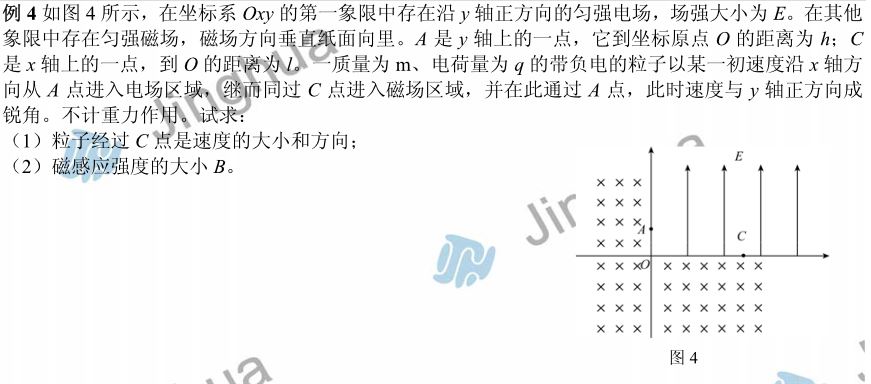 例 4 如图 4 所示，在坐标系 Oxy 的第一象限中存在沿 y 轴正方向的匀强电场，场强大小为 E。在其他
象限中存在匀强磁场，磁场方向垂直纸面向里。A 是 y 轴上的一点，它到坐标原点 O 的距离为 h；C
是 x 轴上的一点，到 O 的距离为 l。一质量为 m、电荷量为 q 的带负电的粒子以某一初速度沿 x 轴方
向从 A 点进入电场区域，继而同过 C 点进入磁场区域，并在此通过 A 点，此时速度与 y 轴正方向成
锐角。不计重力作用。试求：
（1）粒子经过 C 点是速度的大小和方向；
（2）磁感应强度的大小 B。
E
A
C
O
图 4
Jinghua
Jin
ua